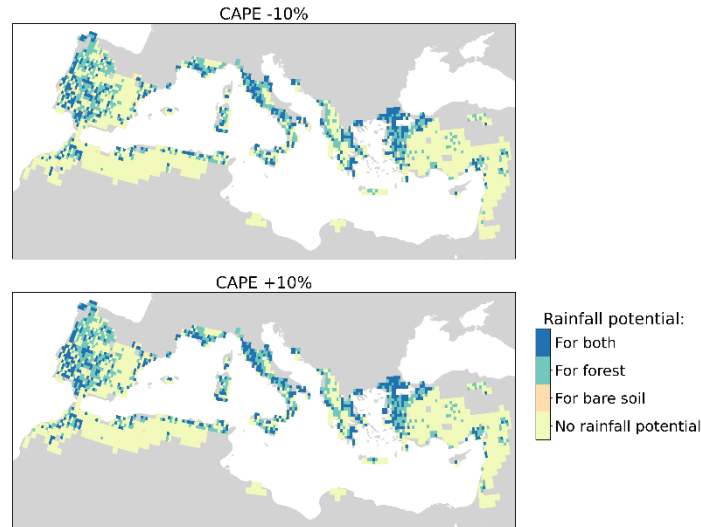 CAPE -10%
CAPE +10%
Rainfall potential:
For both
For forest
For bare soil
No rainfall potential